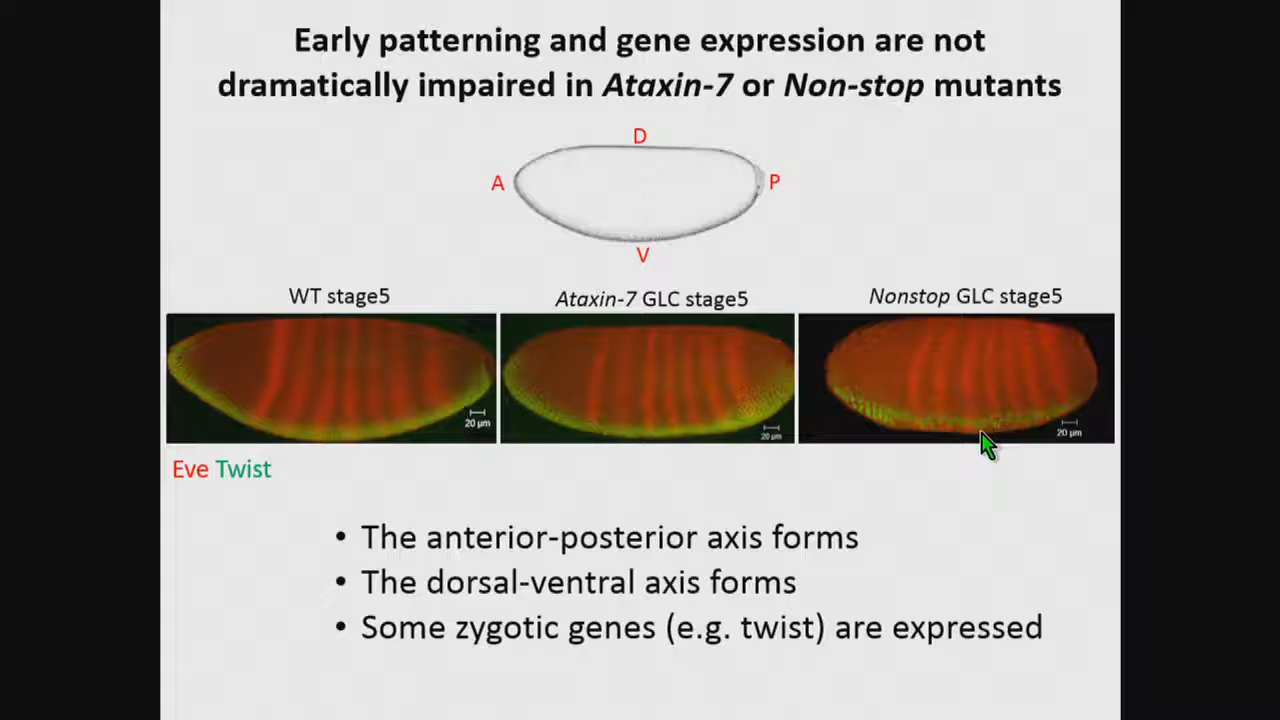 Early patterning and gene expression are not
dramatically impaired in Ataxin-7 or Non-stop mutants
D
A
P
V
WT stage5
Ataxin-7 GLC stage5
Nonstop GLC stage5
20 µm
20 µm
20 µm
Eve Twist
• The anterior-posterior axis forms
• The dorsal-ventral axis forms
• Some zygotic genes (e.g. twist) are expressed